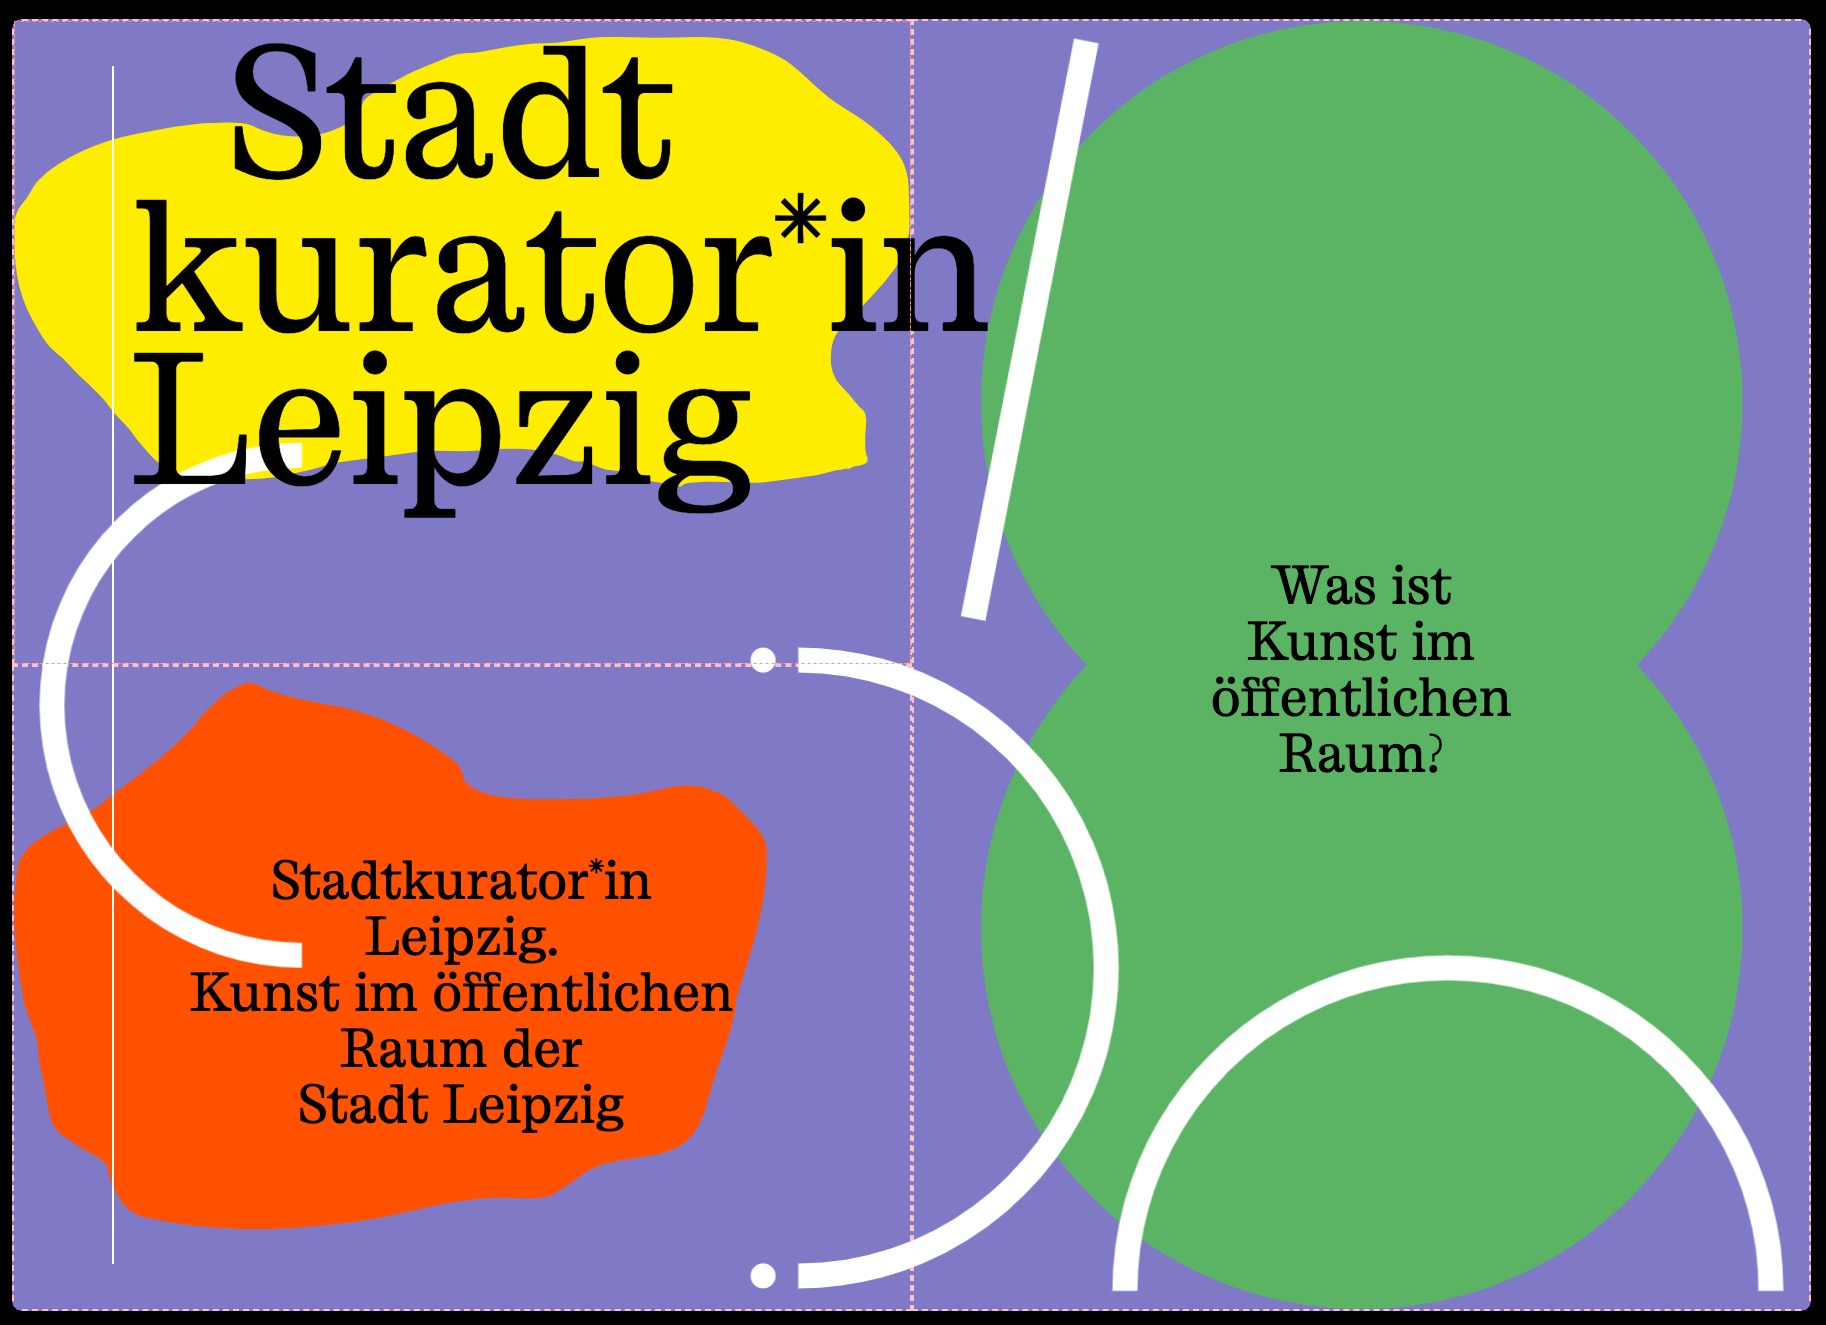 Stadt
kurator*in
Leipzig
Stadtkurator*in
Leipzig.
Kunst im öffentlichen
Raum der
Stadt Leipzig
Was ist
Kunst im
öffentlichen
Raum?